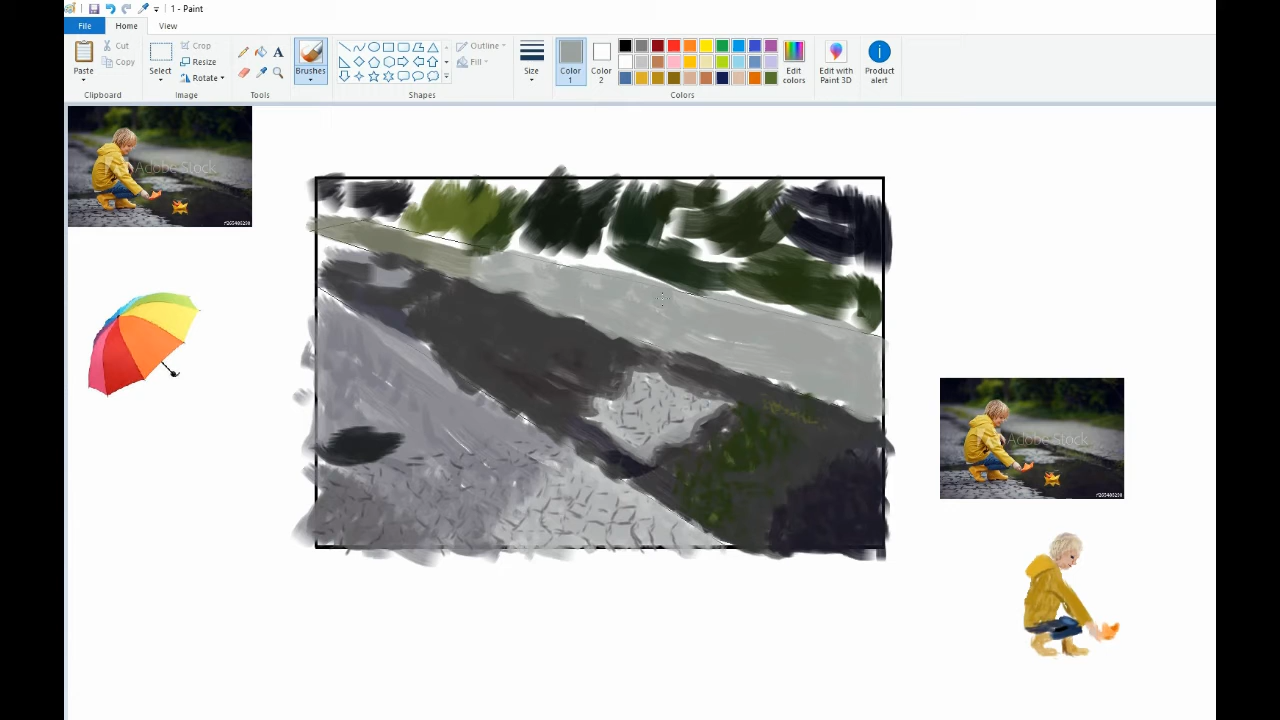 1 - Paint
File Home View
Paste
Cut
Copy
Clipboard
Select
Crop
Resize
Rotate
Image
A
Tools
Brushes
Outline
Fill
Shapes
Size
Color
1
Color
2
Edit
colors
Colors
Edit with
Paint 3D
Product
alert
Adobe Stock
Adobe Stock